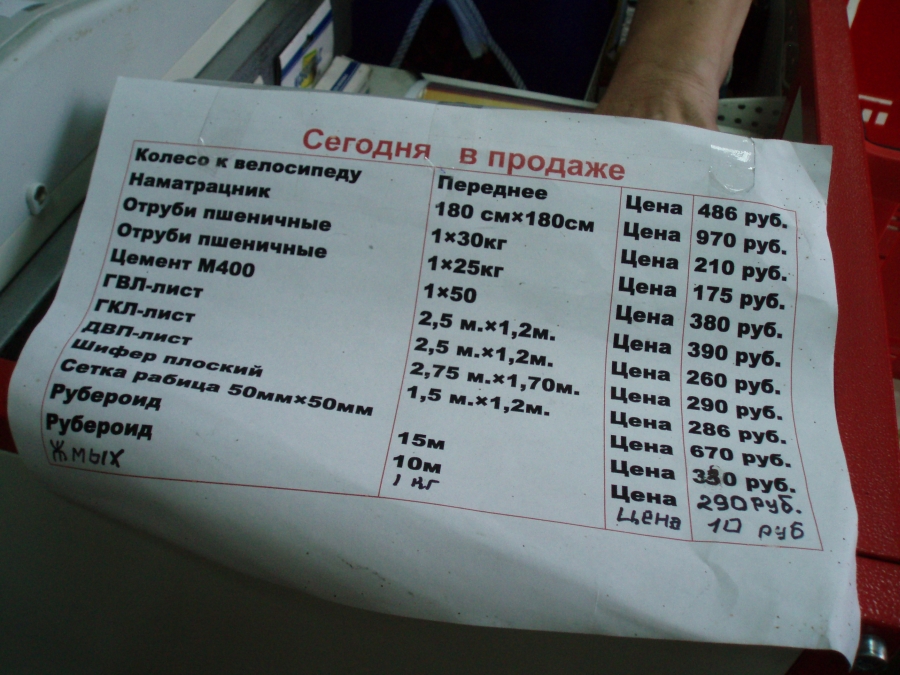 Сегодня в продаже
Колесо к велосипеду Переднее Цена 486 руб.
Наматрацник 180 см×180см Цена 970 руб.
Отруби пшеничные 1×30кг Цена 210 руб.
Отруби пшеничные 1×25кг Цена 175 руб.
Цемент М400 1×50 Цена 380 руб.
ГВЛ-лист 2,5 м.×1,2м. Цена 390 руб.
ГКЛ-лист 2,5 м.×1,2м. Цена 260 руб.
ДВП-лист 2,75 м.×1,70м. Цена 290 руб.
Шифер плоский 1,5 м.×1,2м. Цена 286 руб.
Сетка рабица 50мм×50мм Цена 670 руб.
Рубероид 15м Цена руб.
Рубероид 10м Цена 290 руб.
Жмых 1 кг Цена 10 руб